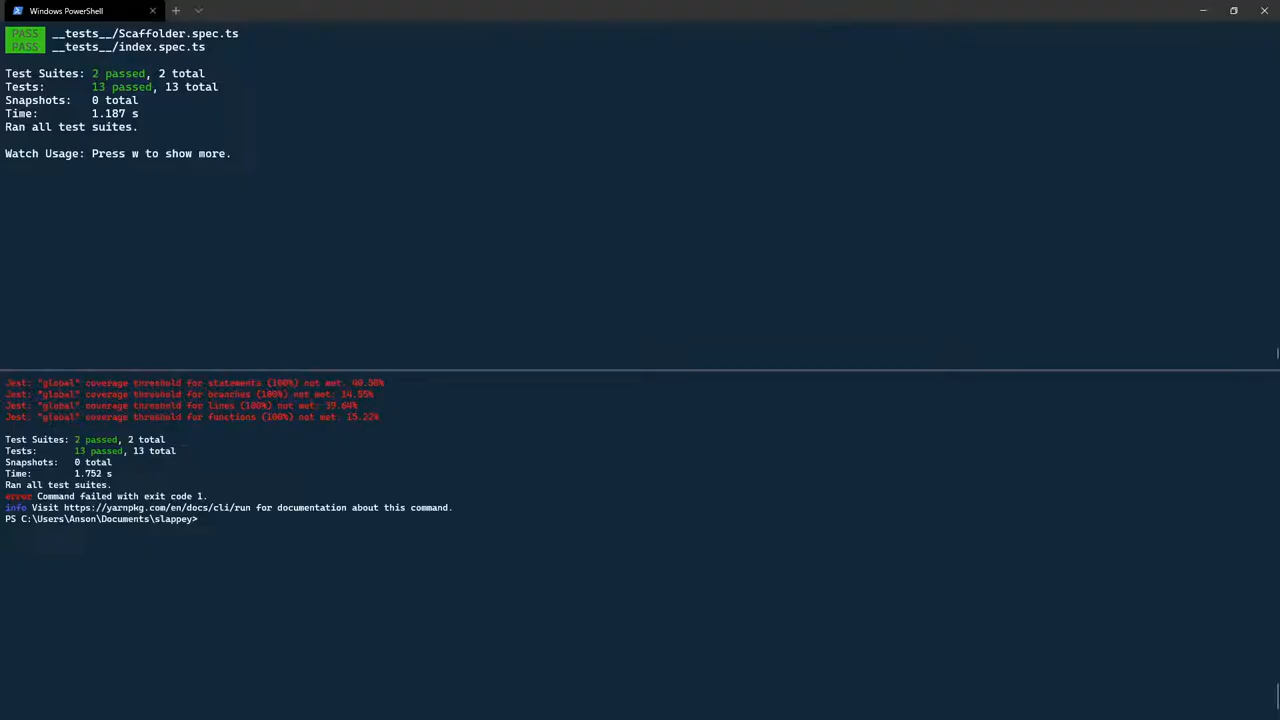 Windows PowerShell
PASS __tests__/Scaffolder.spec.ts
PASS __tests__/index.spec.ts
Test Suites: 2 passed, 2 total
Tests: 13 passed, 13 total
Snapshots: 0 total
Time: 1.187 s
Ran all test suites.
Watch Usage: Press w to show more.
Jest: "global" coverage threshold for statements (100%) not met: 40.58%
Jest: "global" coverage threshold for branches (100%) not met: 14.55%
Jest: "global" coverage threshold for lines (100%) not met: 39.64%
Jest: "global" coverage threshold for functions (100%) not met: 15.22%
Test Suites: 2 passed, 2 total
Tests: 13 passed, 13 total
Snapshots: 0 total
Time: 1.752 s
Ran all test suites.
error Command failed with exit code 1.
info Visit https://yarnpkg.com/en/docs/cli/run for documentation about this command.
PS C:\Users\Anson\Documents\slappey>